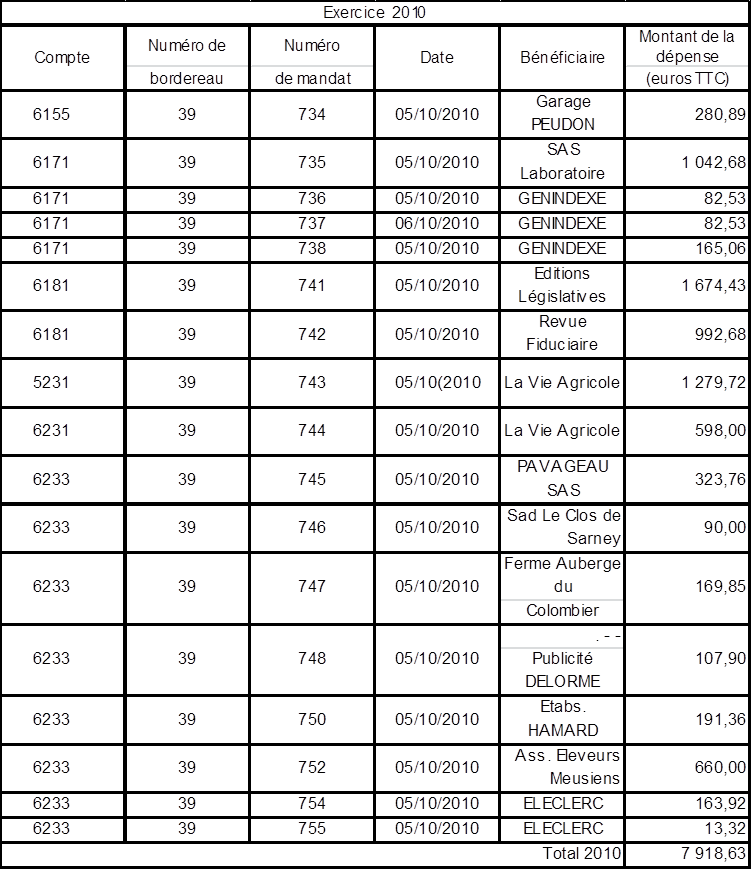 Exercice 2010
Compte Numéro de bordereau Numéro de mandat Date Bénéficiaire Montant de la dépense (euros TTC)
6155 39 734 05/10/2010 Garage PEUDON 280,89
6171 39 735 05/10/2010 SAS Laboratoire 1 042,68
6171 39 736 05/10/2010 GENINDEXE 82,53
6171 39 737 06/10/2010 GENINDEXE 82,53
6171 39 738 05/10/2010 GENINDEXE 165,06
6181 39 741 05/10/2010 Editions Législatives 1 674,43
6181 39 742 05/10/2010 Revue Fiduciaire 992,68
5231 39 743 05/10(2010 La Vie Agricole 1 279,72
6231 39 744 05/10/2010 La Vie Agricole 598,00
6233 39 745 05/10/2010 PAVAGEAU SAS 323,76
6233 39 746 05/10/2010 Sad Le Clos de Sarney 90,00
6233 39 747 05/10/2010 Ferme Auberge du Colombier 169,85
6233 39 748 05/10/2010 . - - Publicité DELORME 107,90
6233 39 750 05/10/2010 Etabs. HAMARD 191,36
6233 39 752 05/10/2010 Ass. Eleveurs Meusiens 660,00
6233 39 754 05/10/2010 ELECLERC 163,92
6233 39 755 05/10/2010 ELECLERC 13,32
Total 2010 7 918,63